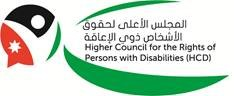 المجلس الأعلى لحقوق
الأشخاص ذوي الإعاقة
Higher Council for the Rights of
Persons with Disabilities (HCD)